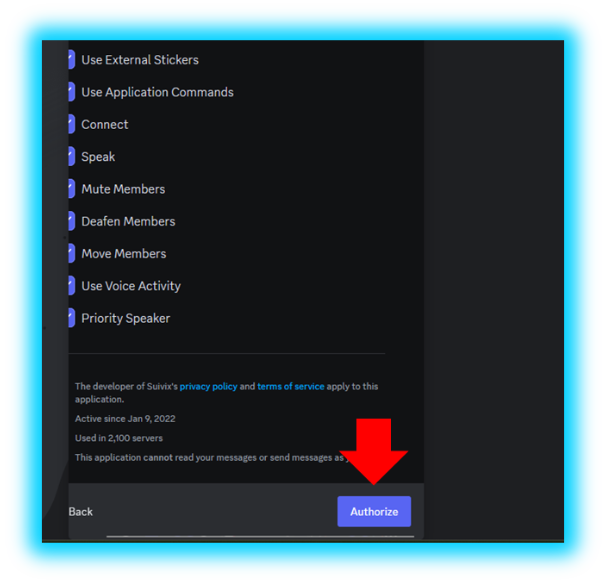 Use External Stickers
Use Application Commands
Connect
Speak
Mute Members
Deafen Members
Move Members
Use Voice Activity
Priority Speaker
The developer of Suivix's privacy policy and terms of service apply to this
application.
Active since Jan 9, 2022
Used in 2,100 servers
This application cannot read your messages or send messages as
Back
Authorize